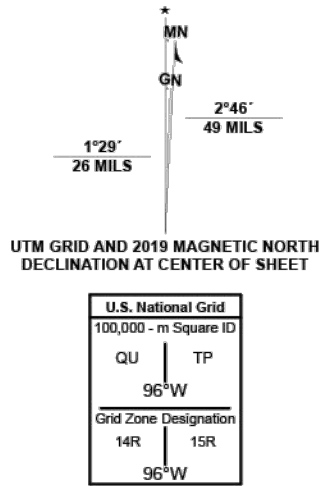 ★
MN
GN
2°46´
49 MILS
1°29´
26 MILS
UTM GRID AND 2019 MAGNETIC NORTH
DECLINATION AT CENTER OF SHEET
U.S. National Grid
100,000 - m Square ID
QU TP
96°W
Grid Zone Designation
14R 15R
96°W